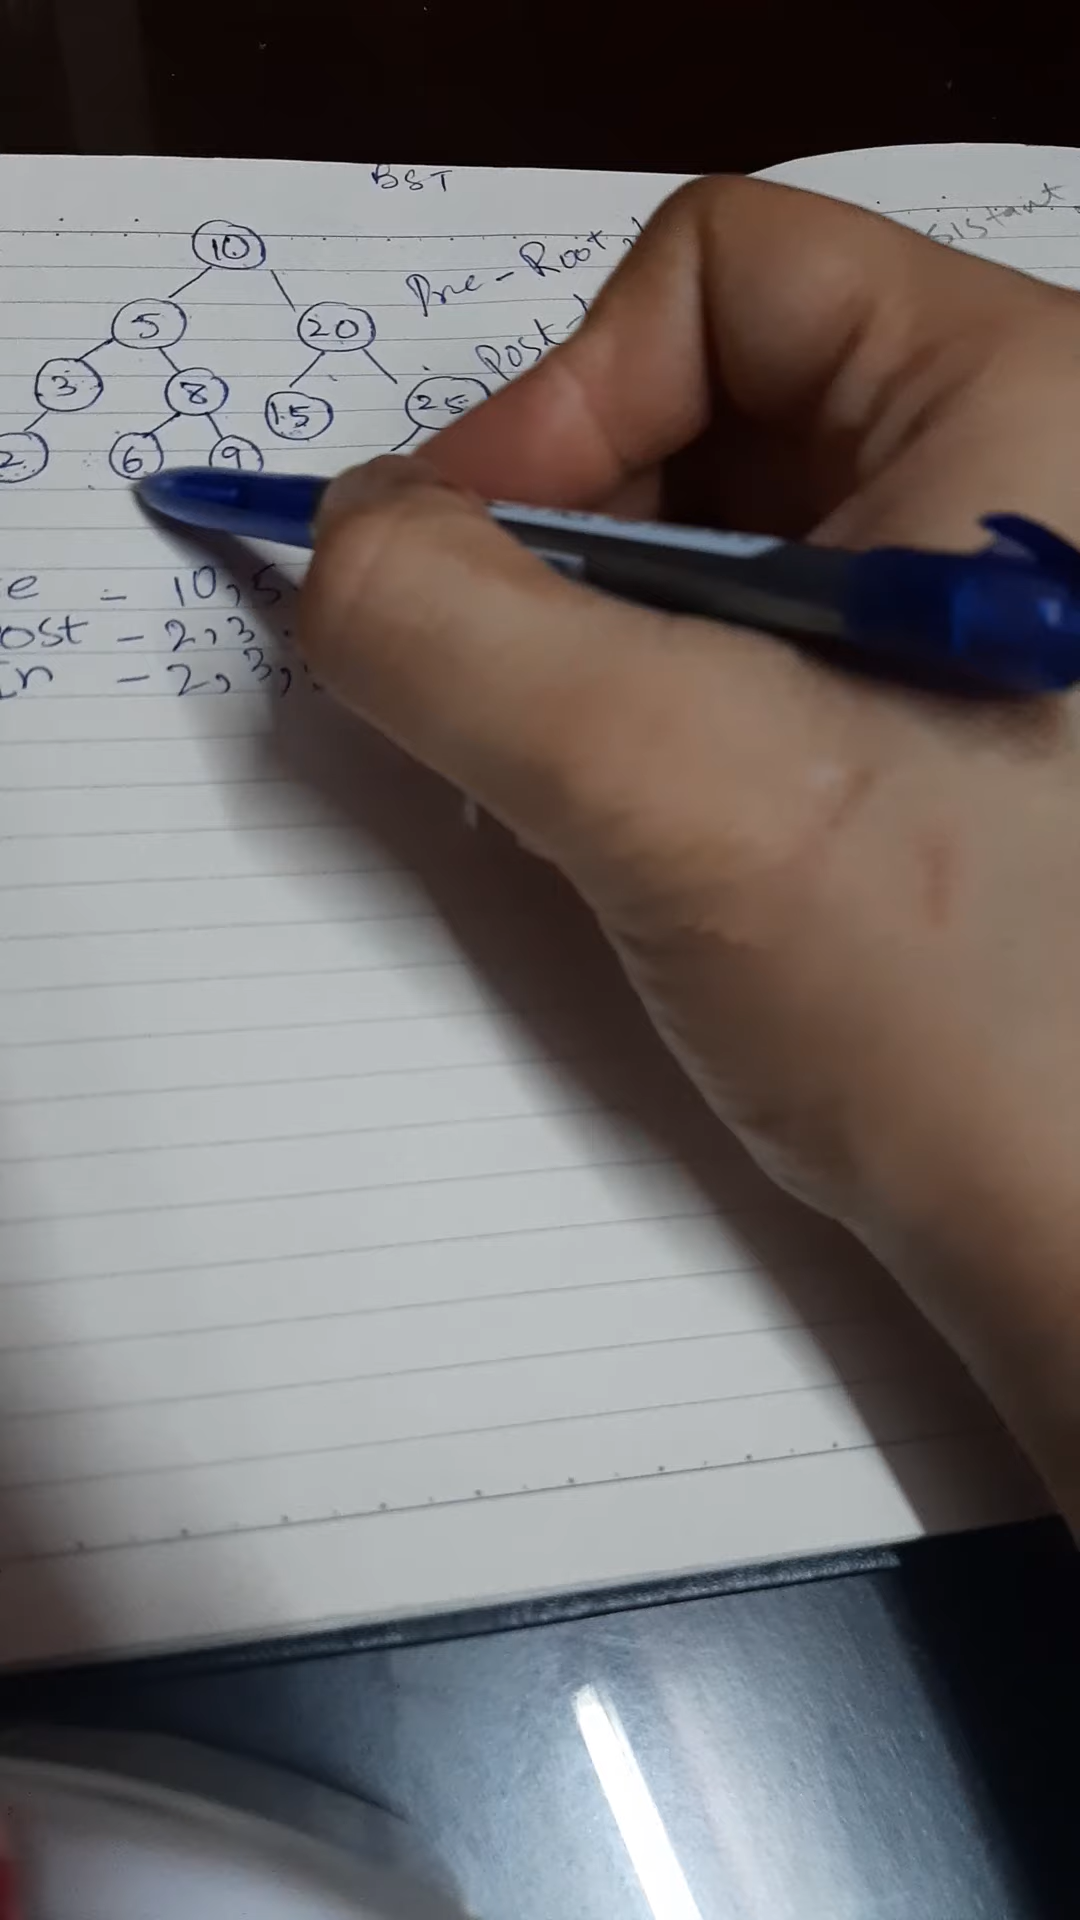 BST
10
Pre - Root
5 20
Post
3 8 15 25
2 6 9
e - 10, 5
ost - 2, 3
In - 2, 3,
sistant